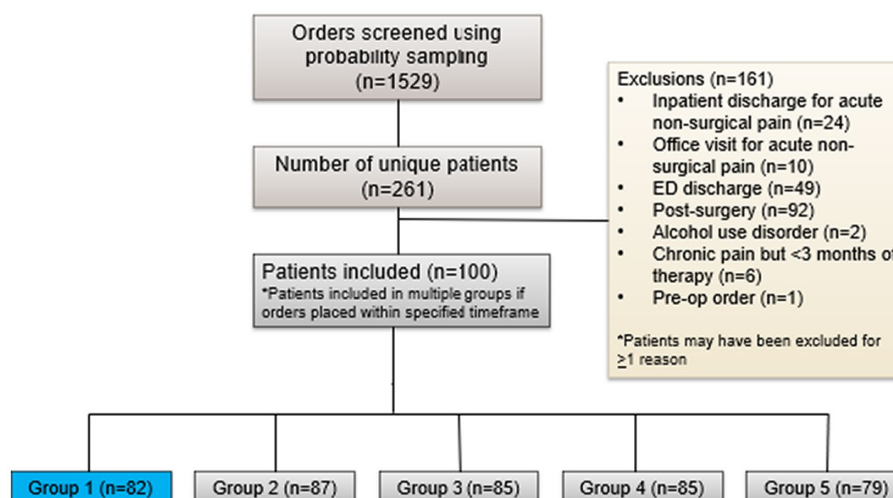 Orders screened using
probability sampling
(n=1529)
Number of unique patients
(n=261)
Exclusions (n=161)
• Inpatient discharge for acute
non-surgical pain (n=24)
• Office visit for acute non-
surgical pain (n=10)
• ED discharge (n=49)
• Post-surgery (n=92)
• Alcohol use disorder (n=2)
• Chronic pain but <3 months of
therapy (n=6)
• Pre-op order (n=1)
*Patients may have been excluded for
≥1 reason
Patients included (n=100)
*Patients included in multiple groups if
orders placed within specified timeframe
Group 1 (n=82)
Group 2 (n=87)
Group 3 (n=85)
Group 4 (n=85)
Group 5 (n=79)